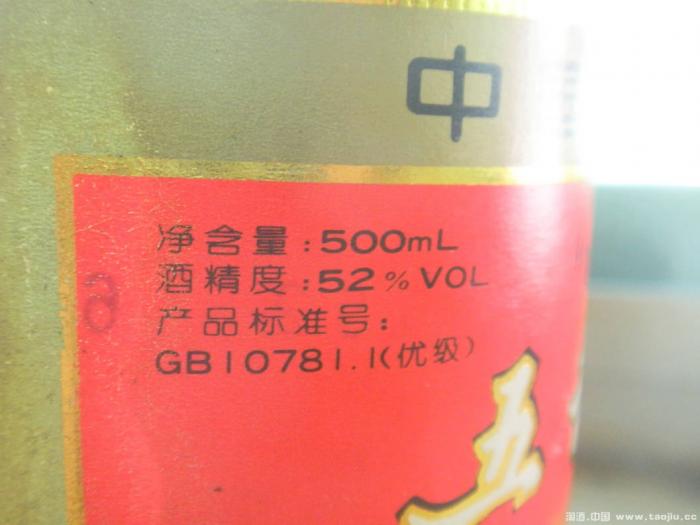 中
净含量:500mL
酒精度:52%VOL
产品标准号:
GB10781.1(优级)
五
淘酒.中国 www.taojiu.cc